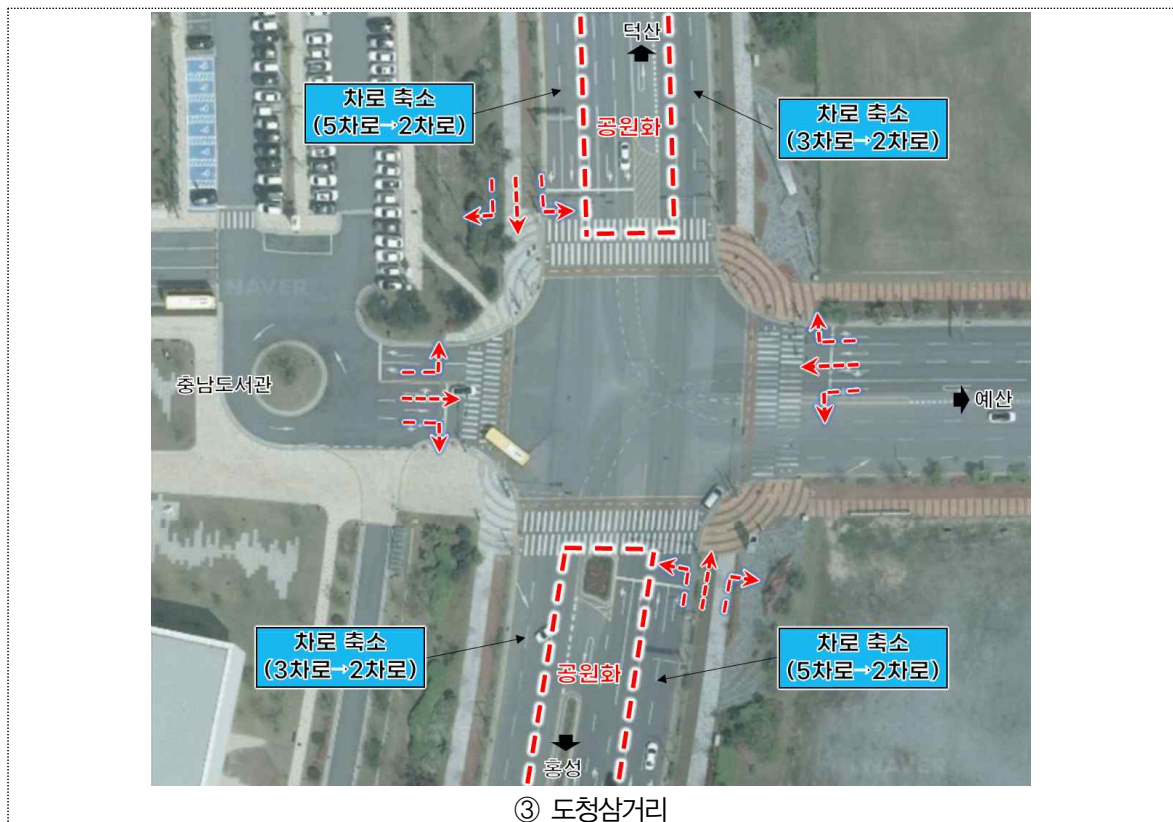 덕산
차로 축소
(5차로→2차로)
차로 축소
(3차로→2차로)
공원화
NAVER
충남도서관
예산
차로 축소
(3차로→2차로)
공원화
차로 축소
(5차로→2차로)
홍성
NAVER
③ 도청삼거리